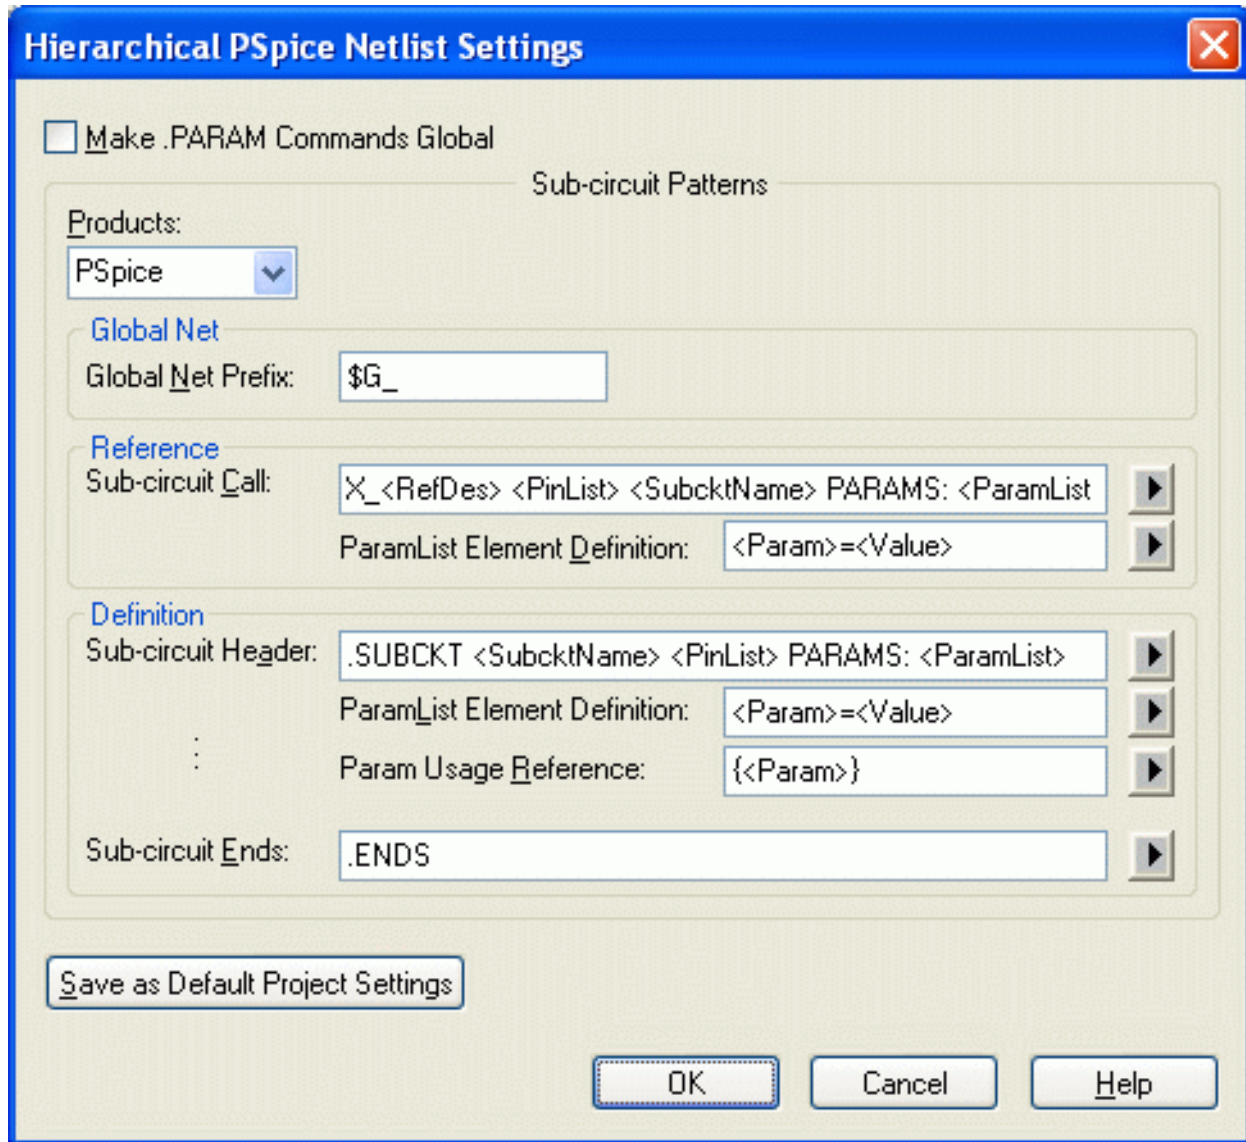 Hierarchical PSpice Netlist Settings
Make .PARAM Commands Global
Sub-circuit Patterns
Products:
PSpice
Global Net
Global Net Prefix: $G_
Reference
Sub-circuit Call: X_<RefDes> <PinList> <SubcktName> PARAMS: <ParamList
ParamList Element Definition: <Param>=<Value>
Definition
Sub-circuit Header: .SUBCKT <SubcktName> <PinList> PARAMS: <ParamList>
ParamList Element Definition: <Param>=<Value>
Param Usage Reference: {<Param>}
Sub-circuit Ends: .ENDS
Save as Default Project Settings
OK Cancel Help